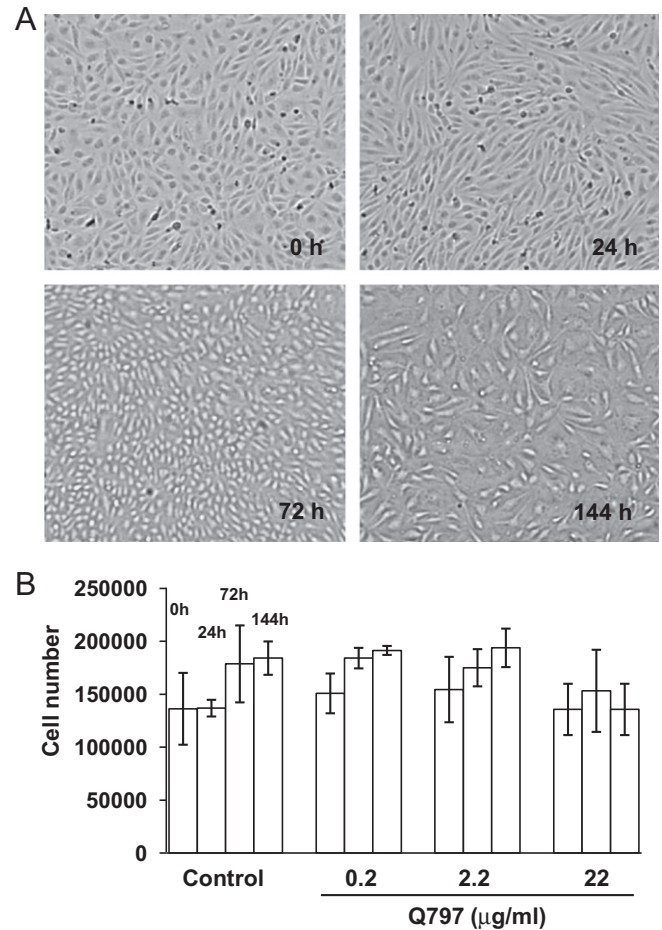 A
0 h
24 h
72 h
144 h
B
Cell number
250000
200000
150000
100000
50000
0
0h
24h
72h
144h
Control
0.2
2.2
22
Q797 (μg/ml)